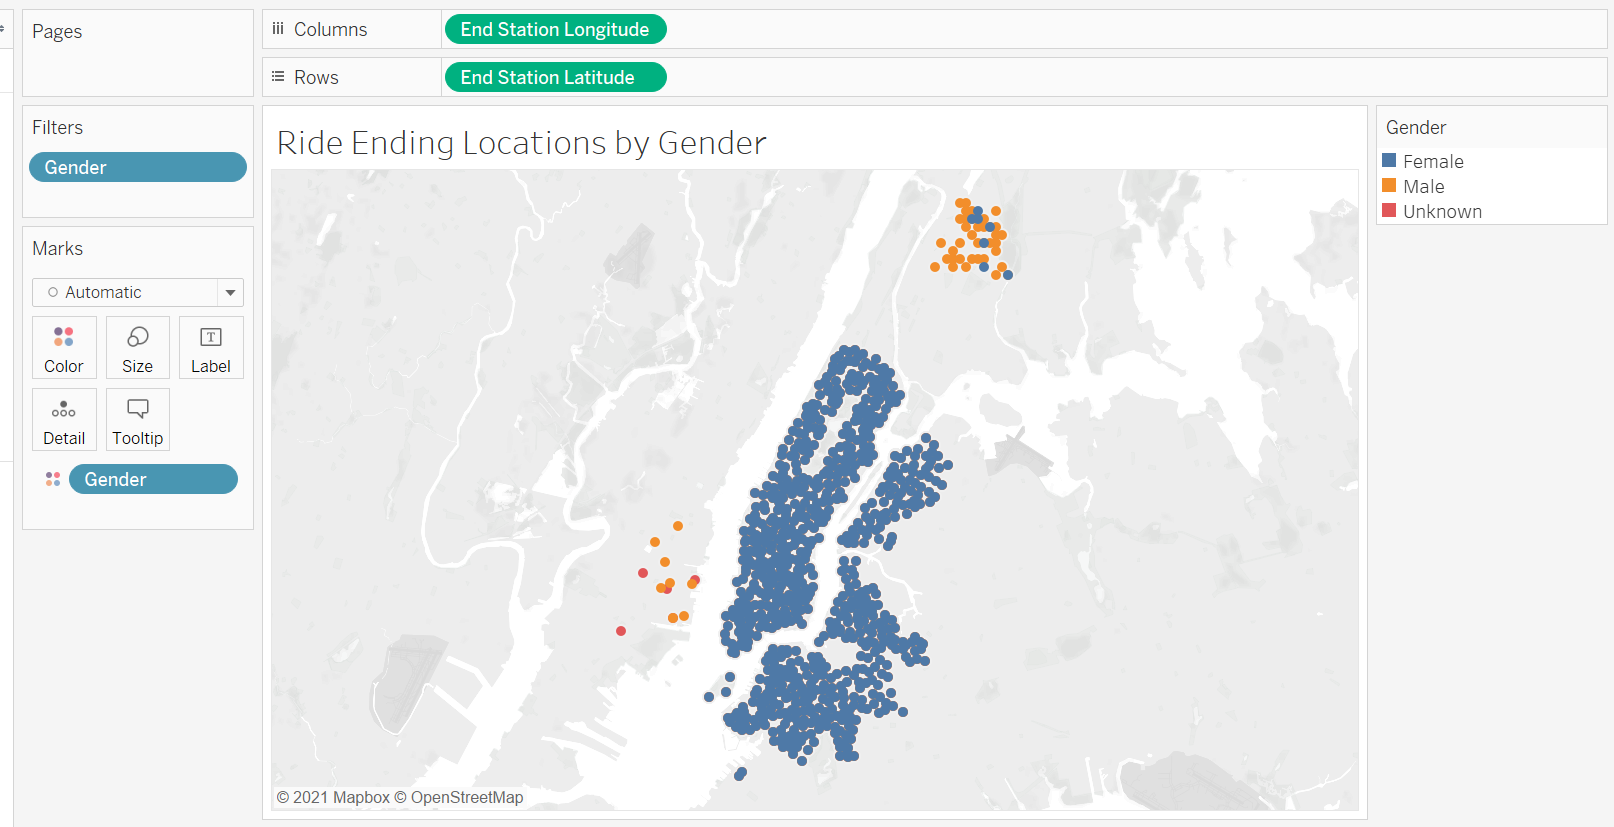 Pages
Columns
End Station Longitude
Rows
End Station Latitude
Filters
Gender
Marks
Automatic
Color
Size
T
Label
Detail
Tooltip
Gender
Ride Ending Locations by Gender
© 2021 Mapbox © OpenStreetMap
Gender
Female
Male
Unknown